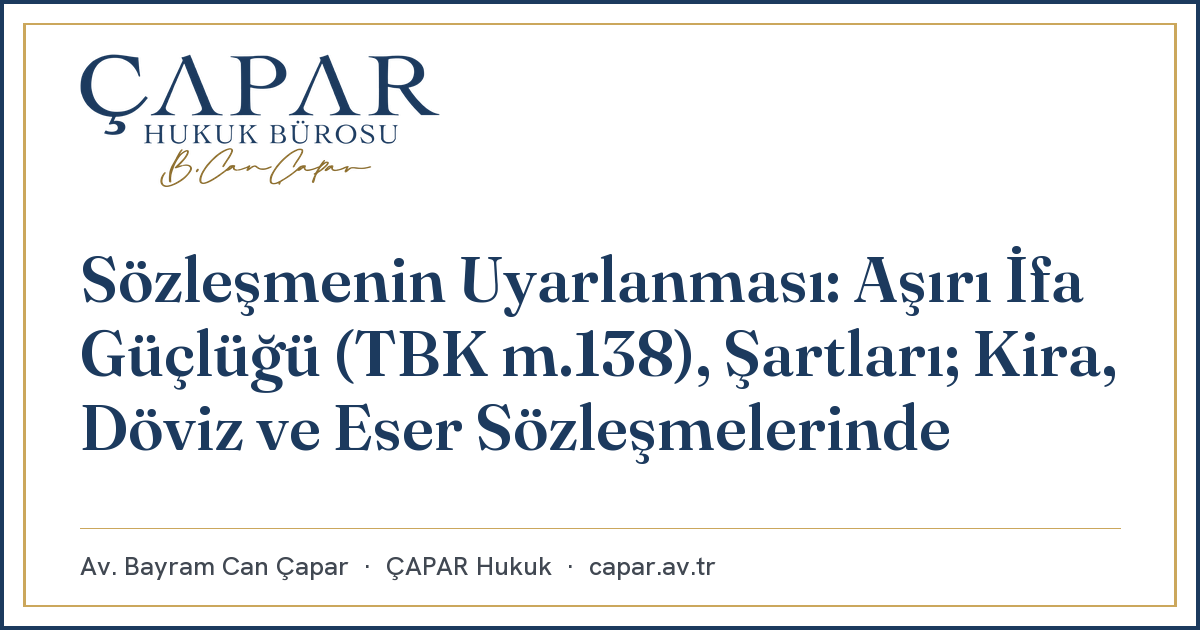 ÇAPAR
HUKUK BÜROSU
B. Can Çapar
Sözleşmenin Uyarlanması: Aşırı İfa
Güçlüğü (TBK m.138), Şartları; Kira,
Döviz ve Eser Sözleşmelerinde
Av. Bayram Can Çapar · ÇAPAR Hukuk · capar.av.tr